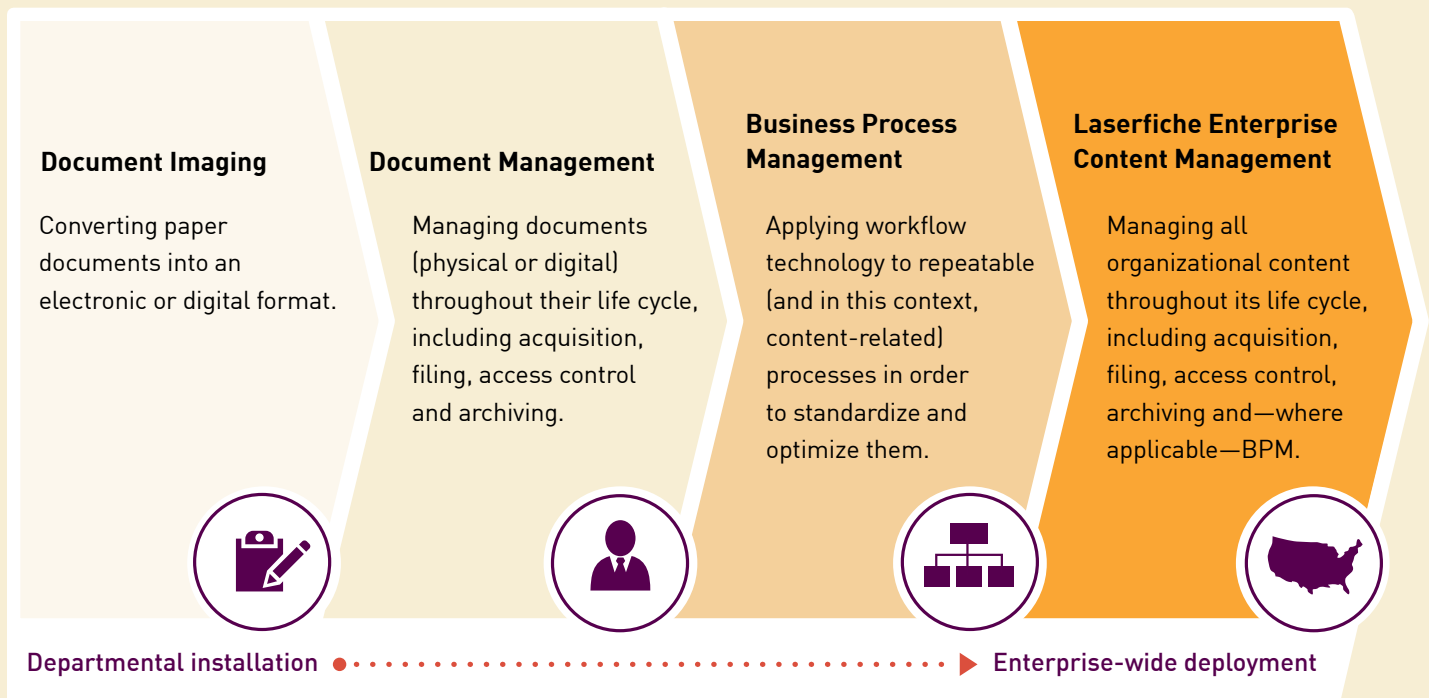 Document Imaging
Converting paper
documents into an
electronic or digital format.
Document Management
Managing documents
(physical or digital)
throughout their life cycle,
including acquisition,
filing, access control
and archiving.
Business Process
Management
Applying workflow
technology to repeatable
(and in this context,
content-related)
processes in order
to standardize and
optimize them.
Laserfiche Enterprise
Content Management
Managing all
organizational content
throughout its life cycle,
including acquisition,
filing, access control,
archiving and—where
applicable—BPM.
Departmental installation
Enterprise-wide deployment